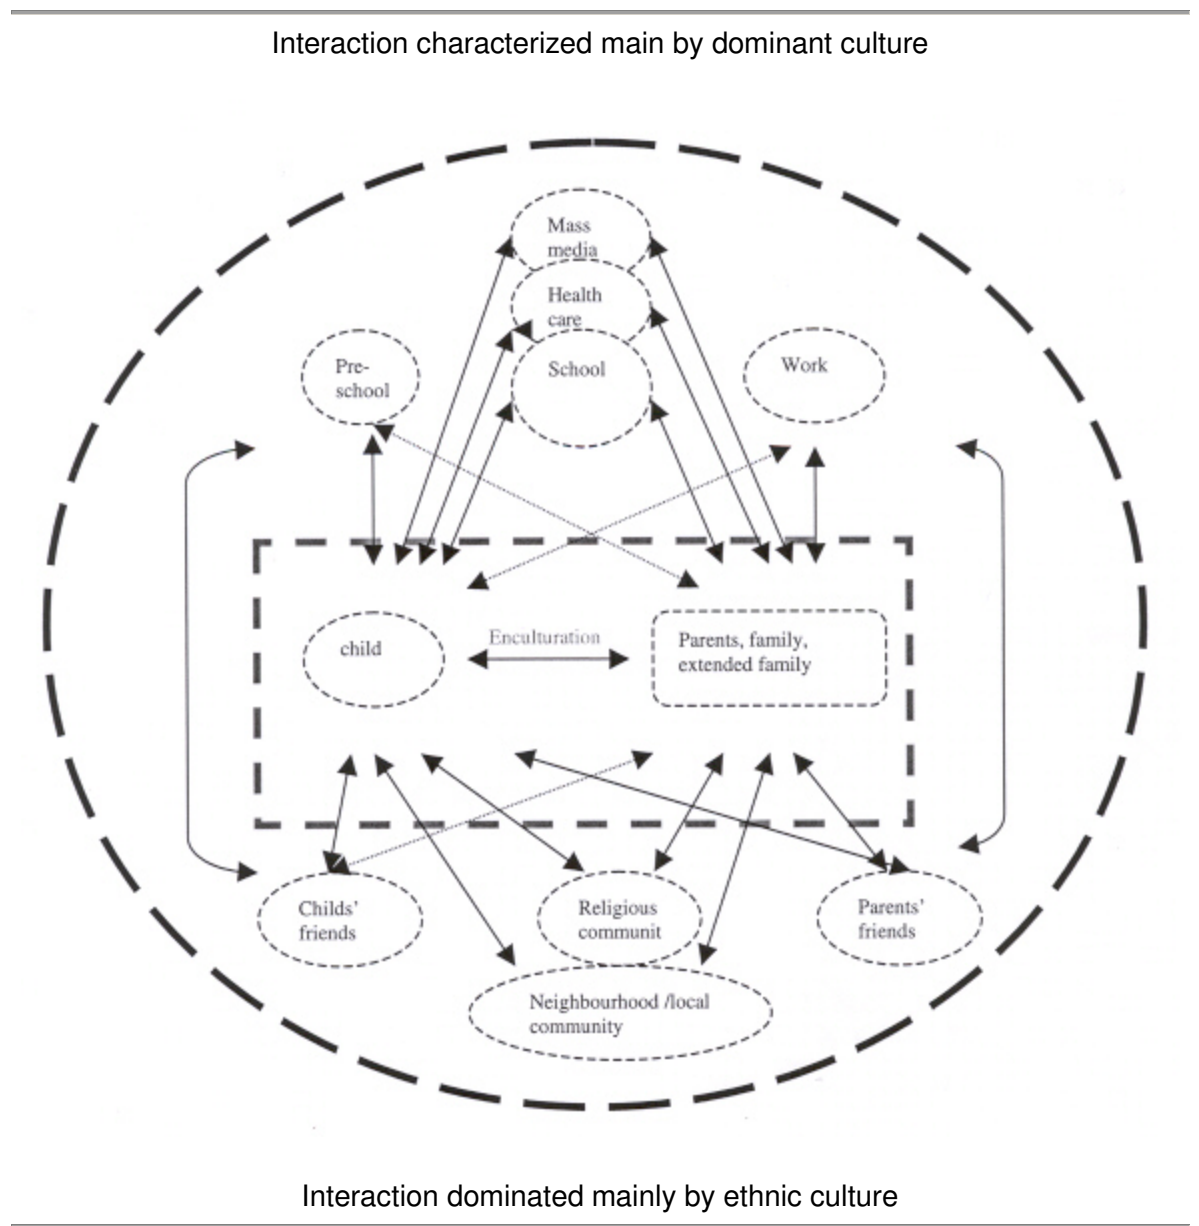 Interaction characterized main by dominant culture
Mass
media
Health
care
School
Pre-
school
Work
child
Enculturation
Parents, family,
extended family
Childs'
friends
Religious
communit
Parents'
friends
Neighbourhood /local
community
Interaction dominated mainly by ethnic culture